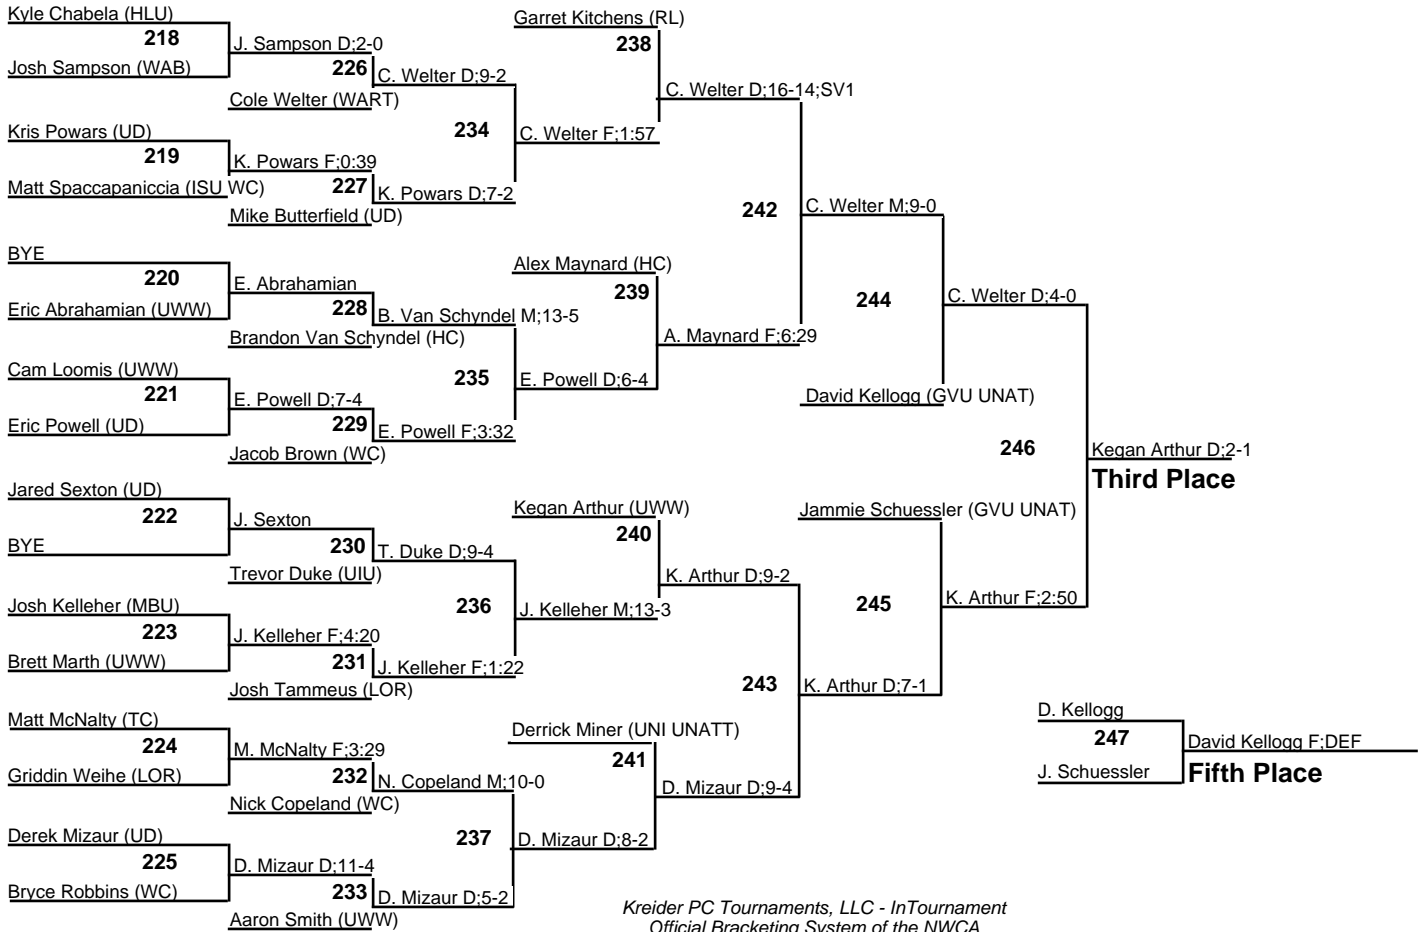 Kyle Chabela (HLU)
218
Josh Sampson (WAB)
Kris Powars (UD)
219
Matt Spaccapaniccia (ISU WC)
BYE
220
Eric Abrahamian (UWW)
Cam Loomis (UWW)
221
Eric Powell (UD)
Jared Sexton (UD)
222
BYE
Josh Kelleher (MBU)
223
Brett Marth (UWW)
Matt McNalty (TC)
224
Griddin Weihe (LOR)
Derek Mizaur (UD)
225
Bryce Robbins (WC)
J. Sampson D;2-0
226
Cole Welter (WART)
K. Powars F;0:39
227
Mike Butterfield (UD)
E. Abrahamian
228
Brandon Van Schyndel (HC)
E. Powell D;7-4
229
Jacob Brown (WC)
J. Sexton
230
Trevor Duke (UIU)
J. Kelleher F;4:20
231
Josh Tammeus (LOR)
M. McNalty F;3:29
232
Nick Copeland (WC)
D. Mizaur D;11-4
233
Aaron Smith (UWW)
C. Welter D;9-2
234
K. Powars D;7-2
B. Van Schyndel M;13-5
235
E. Powell F;3:32
T. Duke D;9-4
236
J. Kelleher F;1:22
N. Copeland M;10-0
237
D. Mizaur D;5-2
Garret Kitchens (RL)
238
C. Welter F;1:57
Alex Maynard (HC)
239
E. Powell D;6-4
Kegan Arthur (UWW)
240
J. Kelleher M;13-3
Derrick Miner (UNI UNATT)
241
D. Mizaur D;8-2
C. Welter D;16-14;SV1
242
A. Maynard F;6:29
K. Arthur D;9-2
243
D. Mizaur D;9-4
C. Welter M;9-0
244
David Kellogg (GVU UNAT)
Jammie Schuessler (GVU UNAT)
245
K. Arthur D;7-1
C. Welter D;4-0
246
K. Arthur F;2:50
Kegan Arthur D;2-1
Third Place
D. Kellogg
247
J. Schuessler
David Kellogg F;DEF
Fifth Place
Kreider PC Tournaments, LLC - InTournament
Official Bracketing System of the NWCA